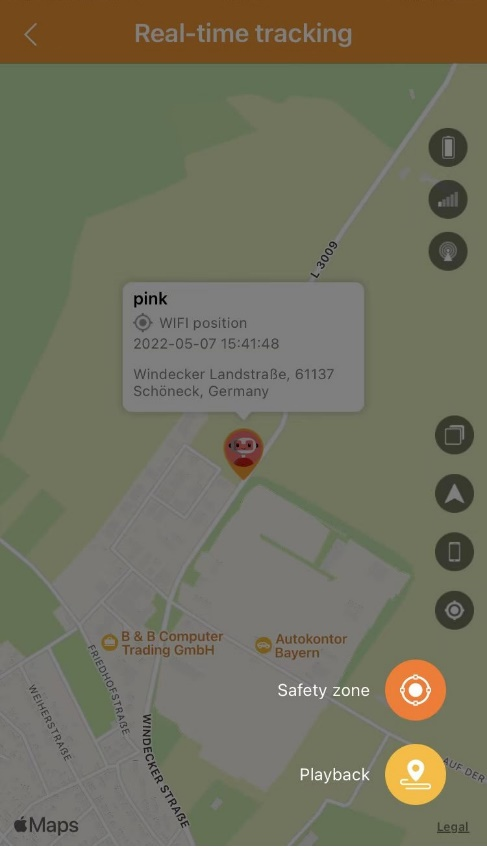 Real-time tracking
L 3009
pink
WIFI position
2022-05-07 15:41:48
Windecker Landstraße, 61137
Schöneck, Germany
B & B Computer
Trading GmbH
Autokontor
Bayern
FRIEDHOFSTRAßE
WEIHERSTRAßE
WINDECKER STRAßE
Safety zone
Playback
AUF DER
Maps
Legal